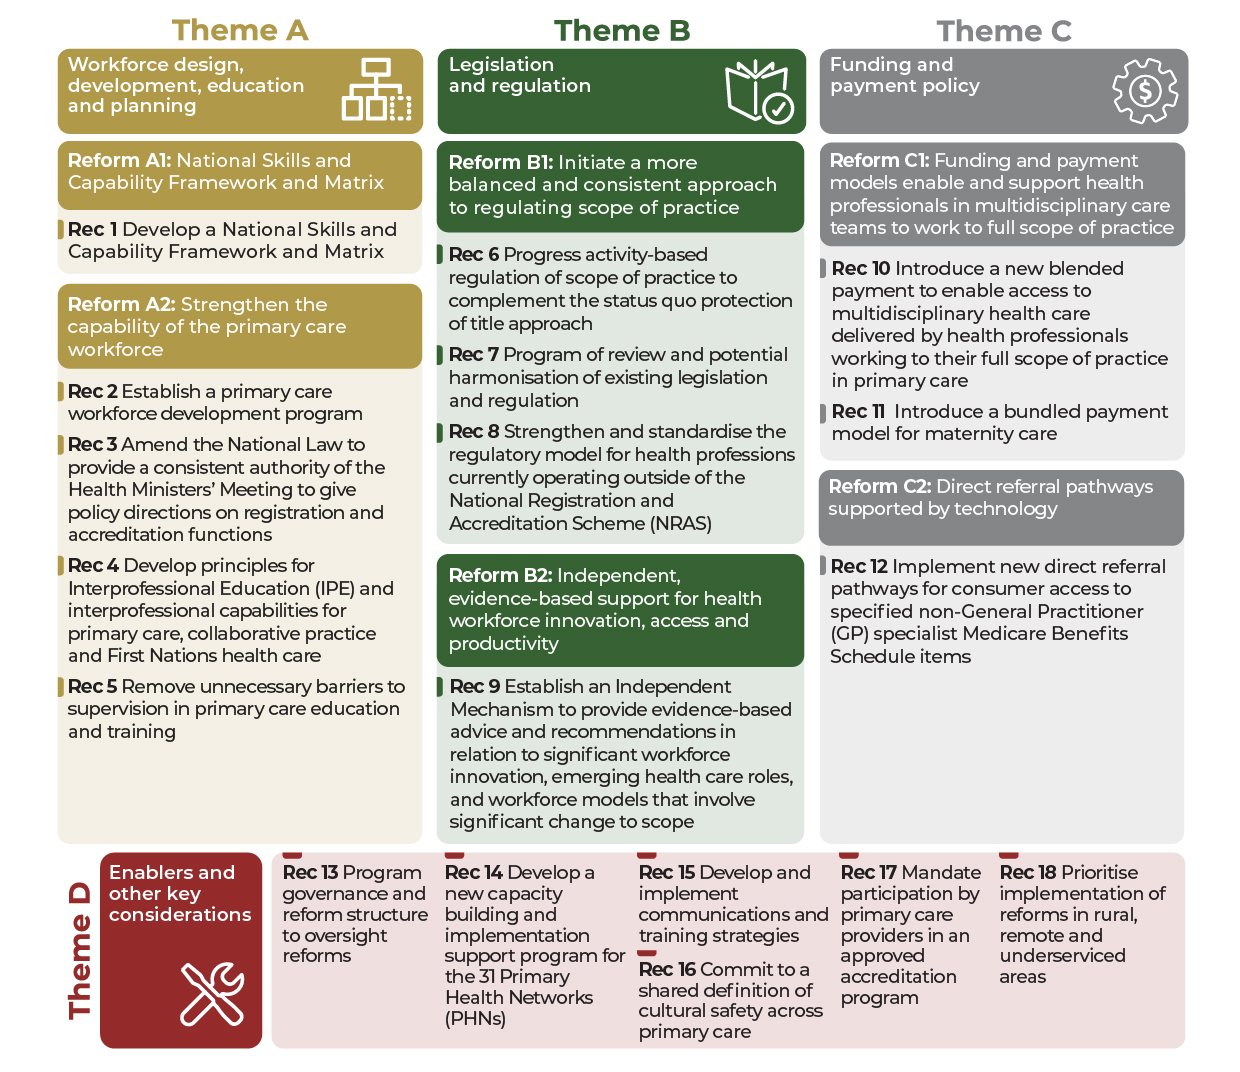 Theme A
Workforce design,
development, education
and planning
Reform A1: National Skills and
Capability Framework and Matrix
Rec 1 Develop a National Skills and
Capability Framework and Matrix
Reform A2: Strengthen the
capability of the primary care
workforce
Rec 2 Establish a primary care
workforce development program
Rec 3 Amend the National Law to
provide a consistent authority of the
Health Ministers’ Meeting to give
policy directions on registration and
accreditation functions
Rec 4 Develop principles for
Interprofessional Education (IPE) and
interprofessional capabilities for
primary care, collaborative practice
and First Nations health care
Rec 5 Remove unnecessary barriers to
supervision in primary care education
and training
Theme B
Legislation
and regulation
Reform B1: Initiate a more
balanced and consistent approach
to regulating scope of practice
Rec 6 Progress activity-based
regulation of scope of practice to
complement the status quo protection
of title approach
Rec 7 Program of review and potential
harmonisation of existing legislation
and regulation
Rec 8 Strengthen and standardise the
regulatory model for health professions
currently operating outside of the
National Registration and
Accreditation Scheme (NRAS)
Reform B2: Independent,
evidence-based support for health
workforce innovation, access and
productivity
Rec 9 Establish an Independent
Mechanism to provide evidence-based
advice and recommendations in
relation to significant workforce
innovation, emerging health care roles,
and workforce models that involve
significant change to scope
Theme C
Funding and
payment policy
$
Reform C1: Funding and payment
models enable and support health
professionals in multidisciplinary care
teams to work to full scope of practice
Rec 10 Introduce a new blended
payment to enable access to
multidisciplinary health care
delivered by health professionals
working to their full scope of practice
in primary care
Rec 11 Introduce a bundled payment
model for maternity care
Reform C2: Direct referral pathways
supported by technology
Rec 12 Implement new direct referral
pathways for consumer access to
specified non-General Practitioner
(GP) specialist Medicare Benefits
Schedule items
Theme D
Enablers and
other key
considerations
Rec 13 Program
governance and
reform structure
to oversight
reforms
Rec 14 Develop a
new capacity
building and
implementation
support program for
the 31 Primary
Health Networks
(PHNs)
Rec 15 Develop and
implement
communications and
training strategies
Rec 16 Commit to a
shared definition of
cultural safety across
primary care
Rec 17 Mandate
participation by
primary care
providers in an
approved
accreditation
program
Rec 18 Prioritise
implementation of
reforms in rural,
remote and
underserviced
areas